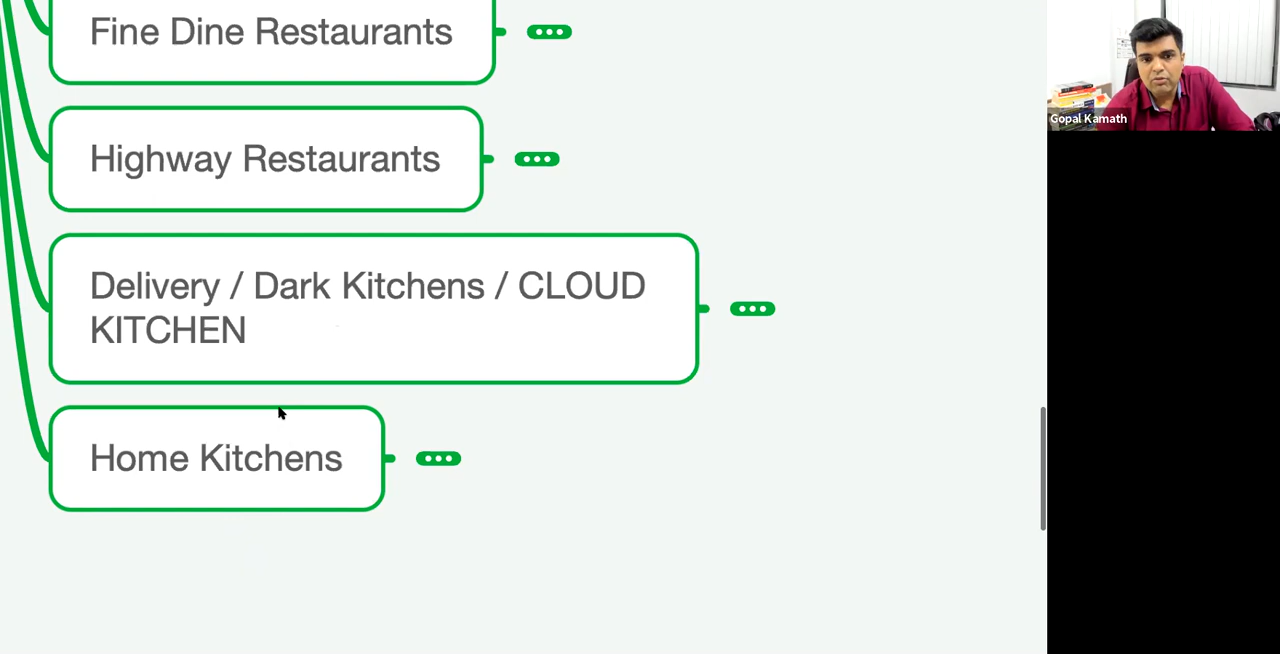 Fine Dine Restaurants
Highway Restaurants
Delivery / Dark Kitchens / CLOUD
KITCHEN
Home Kitchens
Gopal Kamath